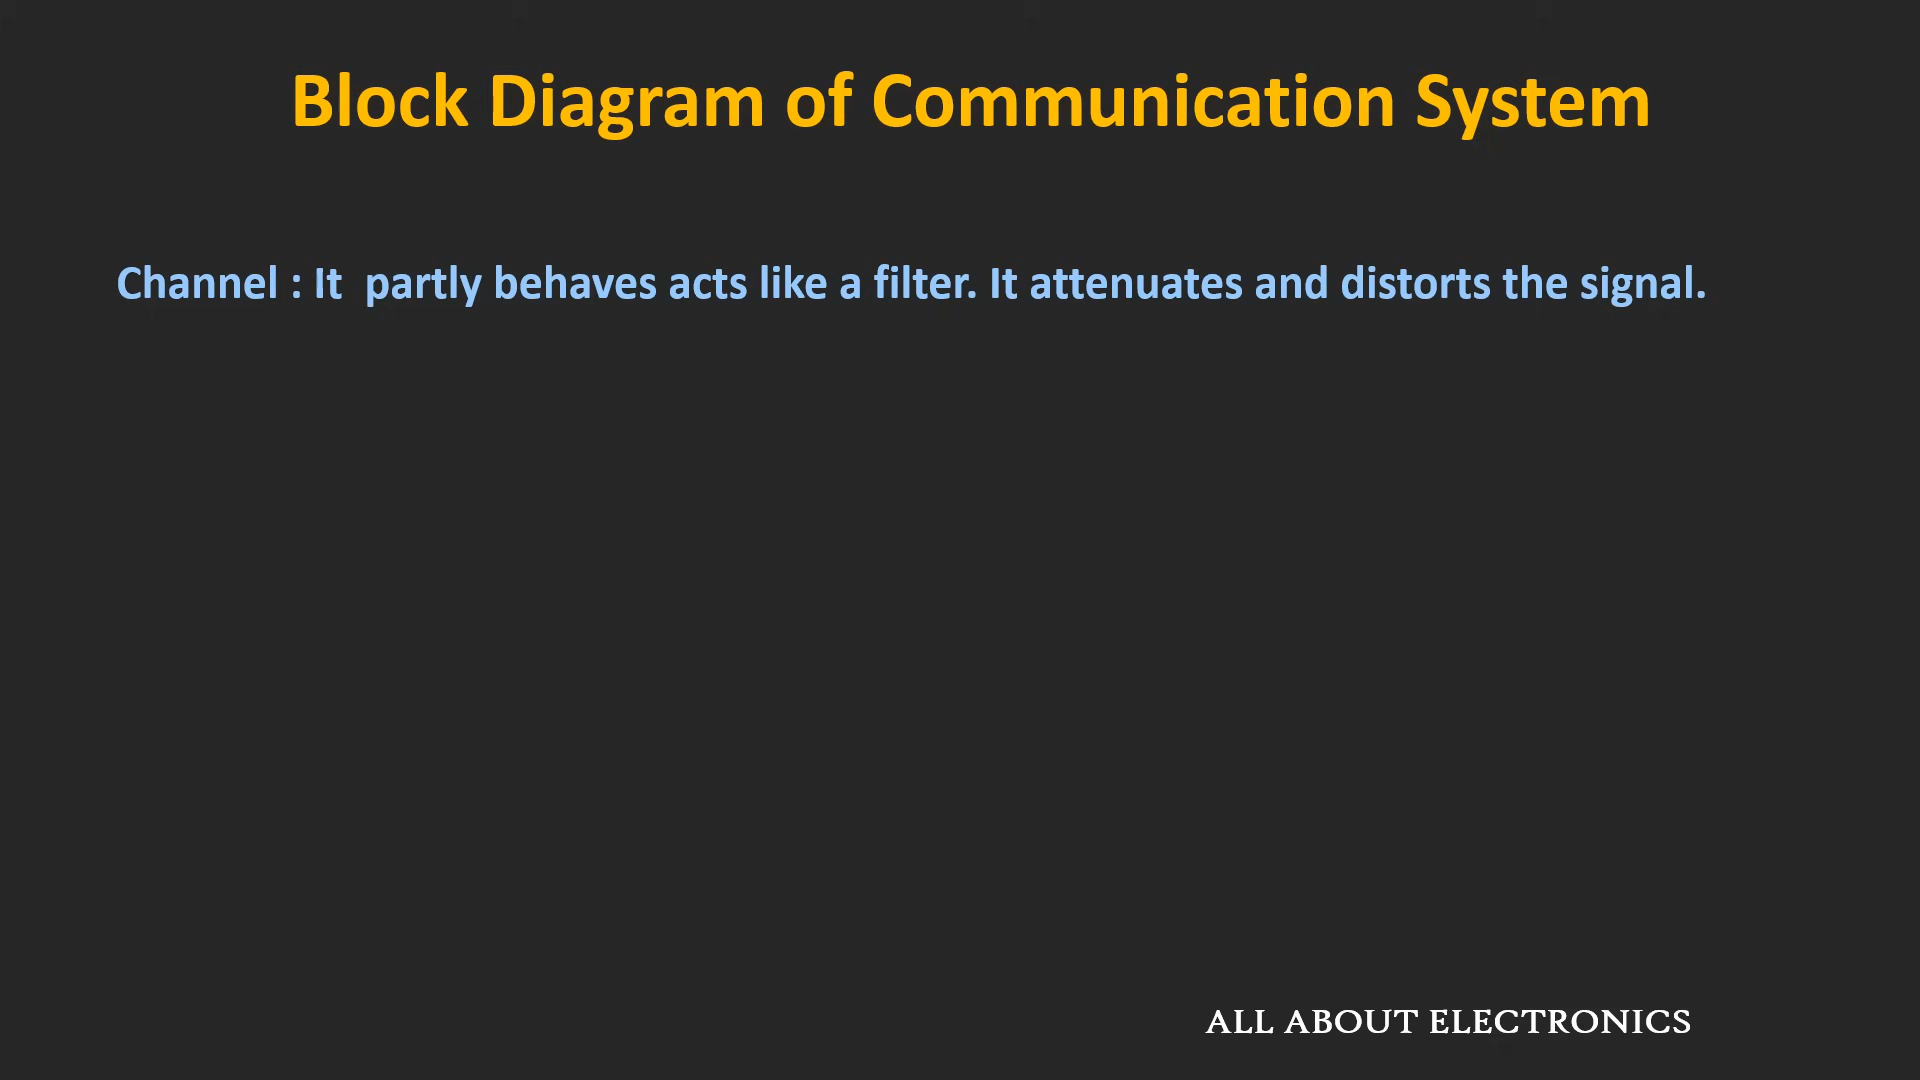 Block Diagram of Communication System
Channel : It  partly behaves acts like a filter. It attenuates and distorts the signal.
ALL ABOUT ELECTRONICS